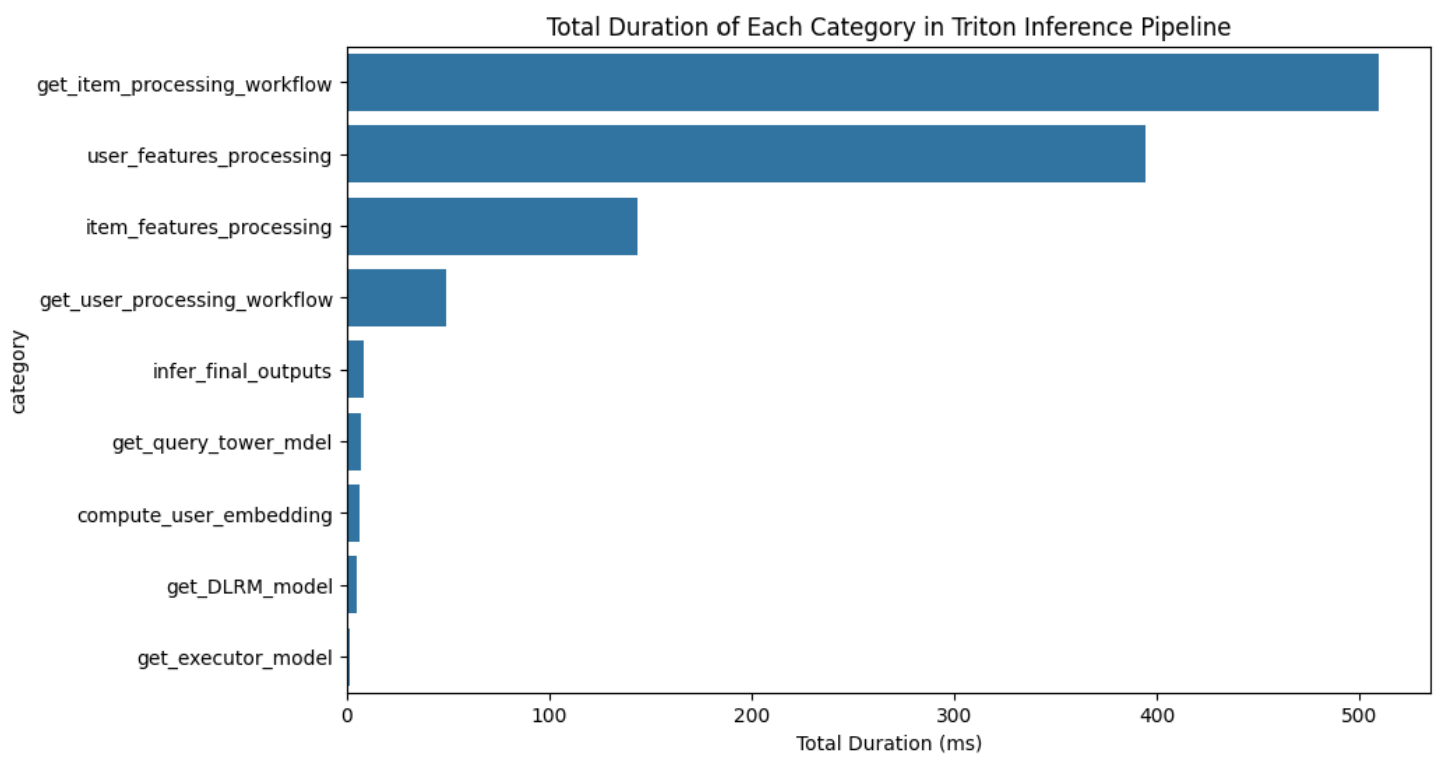 Total Duration of Each Category in Triton Inference Pipeline
category
get_item_processing_workflow
user_features_processing
item_features_processing
get_user_processing_workflow
infer_final_outputs
get_query_tower_mdel
compute_user_embedding
get_DLRM_model
get_executor_model
0 100 200 300 400 500
Total Duration (ms)